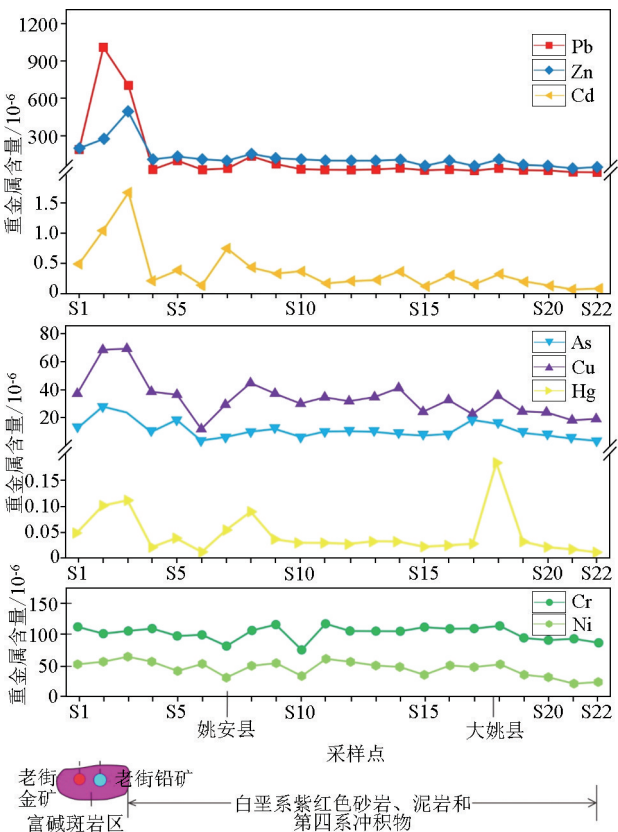 重金属含量/10-6
1200
900
600
300
1.5
1.0
0.5
0
Pb
Zn
Cd
S1 S5 S10 S15 S20 S22
重金属含量/10-6
80
60
40
20
0.15
0.10
0.05
0
As
Cu
Hg
S1 S5 S10 S15 S20 S22
重金属含量/10-6
150
100
50
0
Cr
Ni
S1 S5 S10 S15 S20 S22
姚安县 大姚县
采样点
老街
金矿
老街铅矿
富碱斑岩区
白垩系紫红色砂岩、泥岩和
第四系冲积物